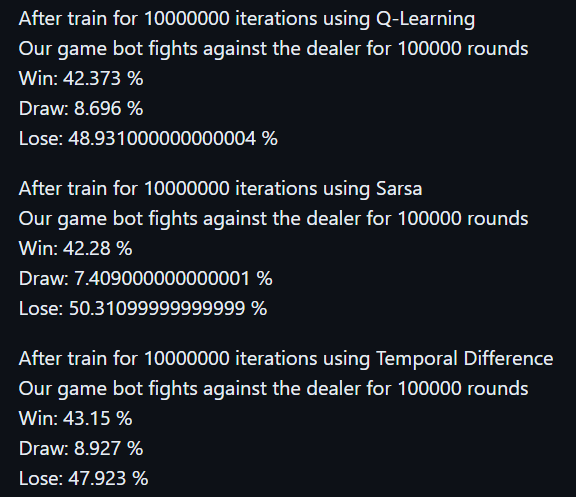 After train for 10000000 iterations using Q-Learning
Our game bot fights against the dealer for 100000 rounds
Win: 42.373 %
Draw: 8.696 %
Lose: 48.931000000000004 %
After train for 10000000 iterations using Sarsa
Our game bot fights against the dealer for 100000 rounds
Win: 42.28 %
Draw: 7.409000000000001 %
Lose: 50.31099999999999 %
After train for 10000000 iterations using Temporal Difference
Our game bot fights against the dealer for 100000 rounds
Win: 43.15 %
Draw: 8.927 %
Lose: 47.923 %